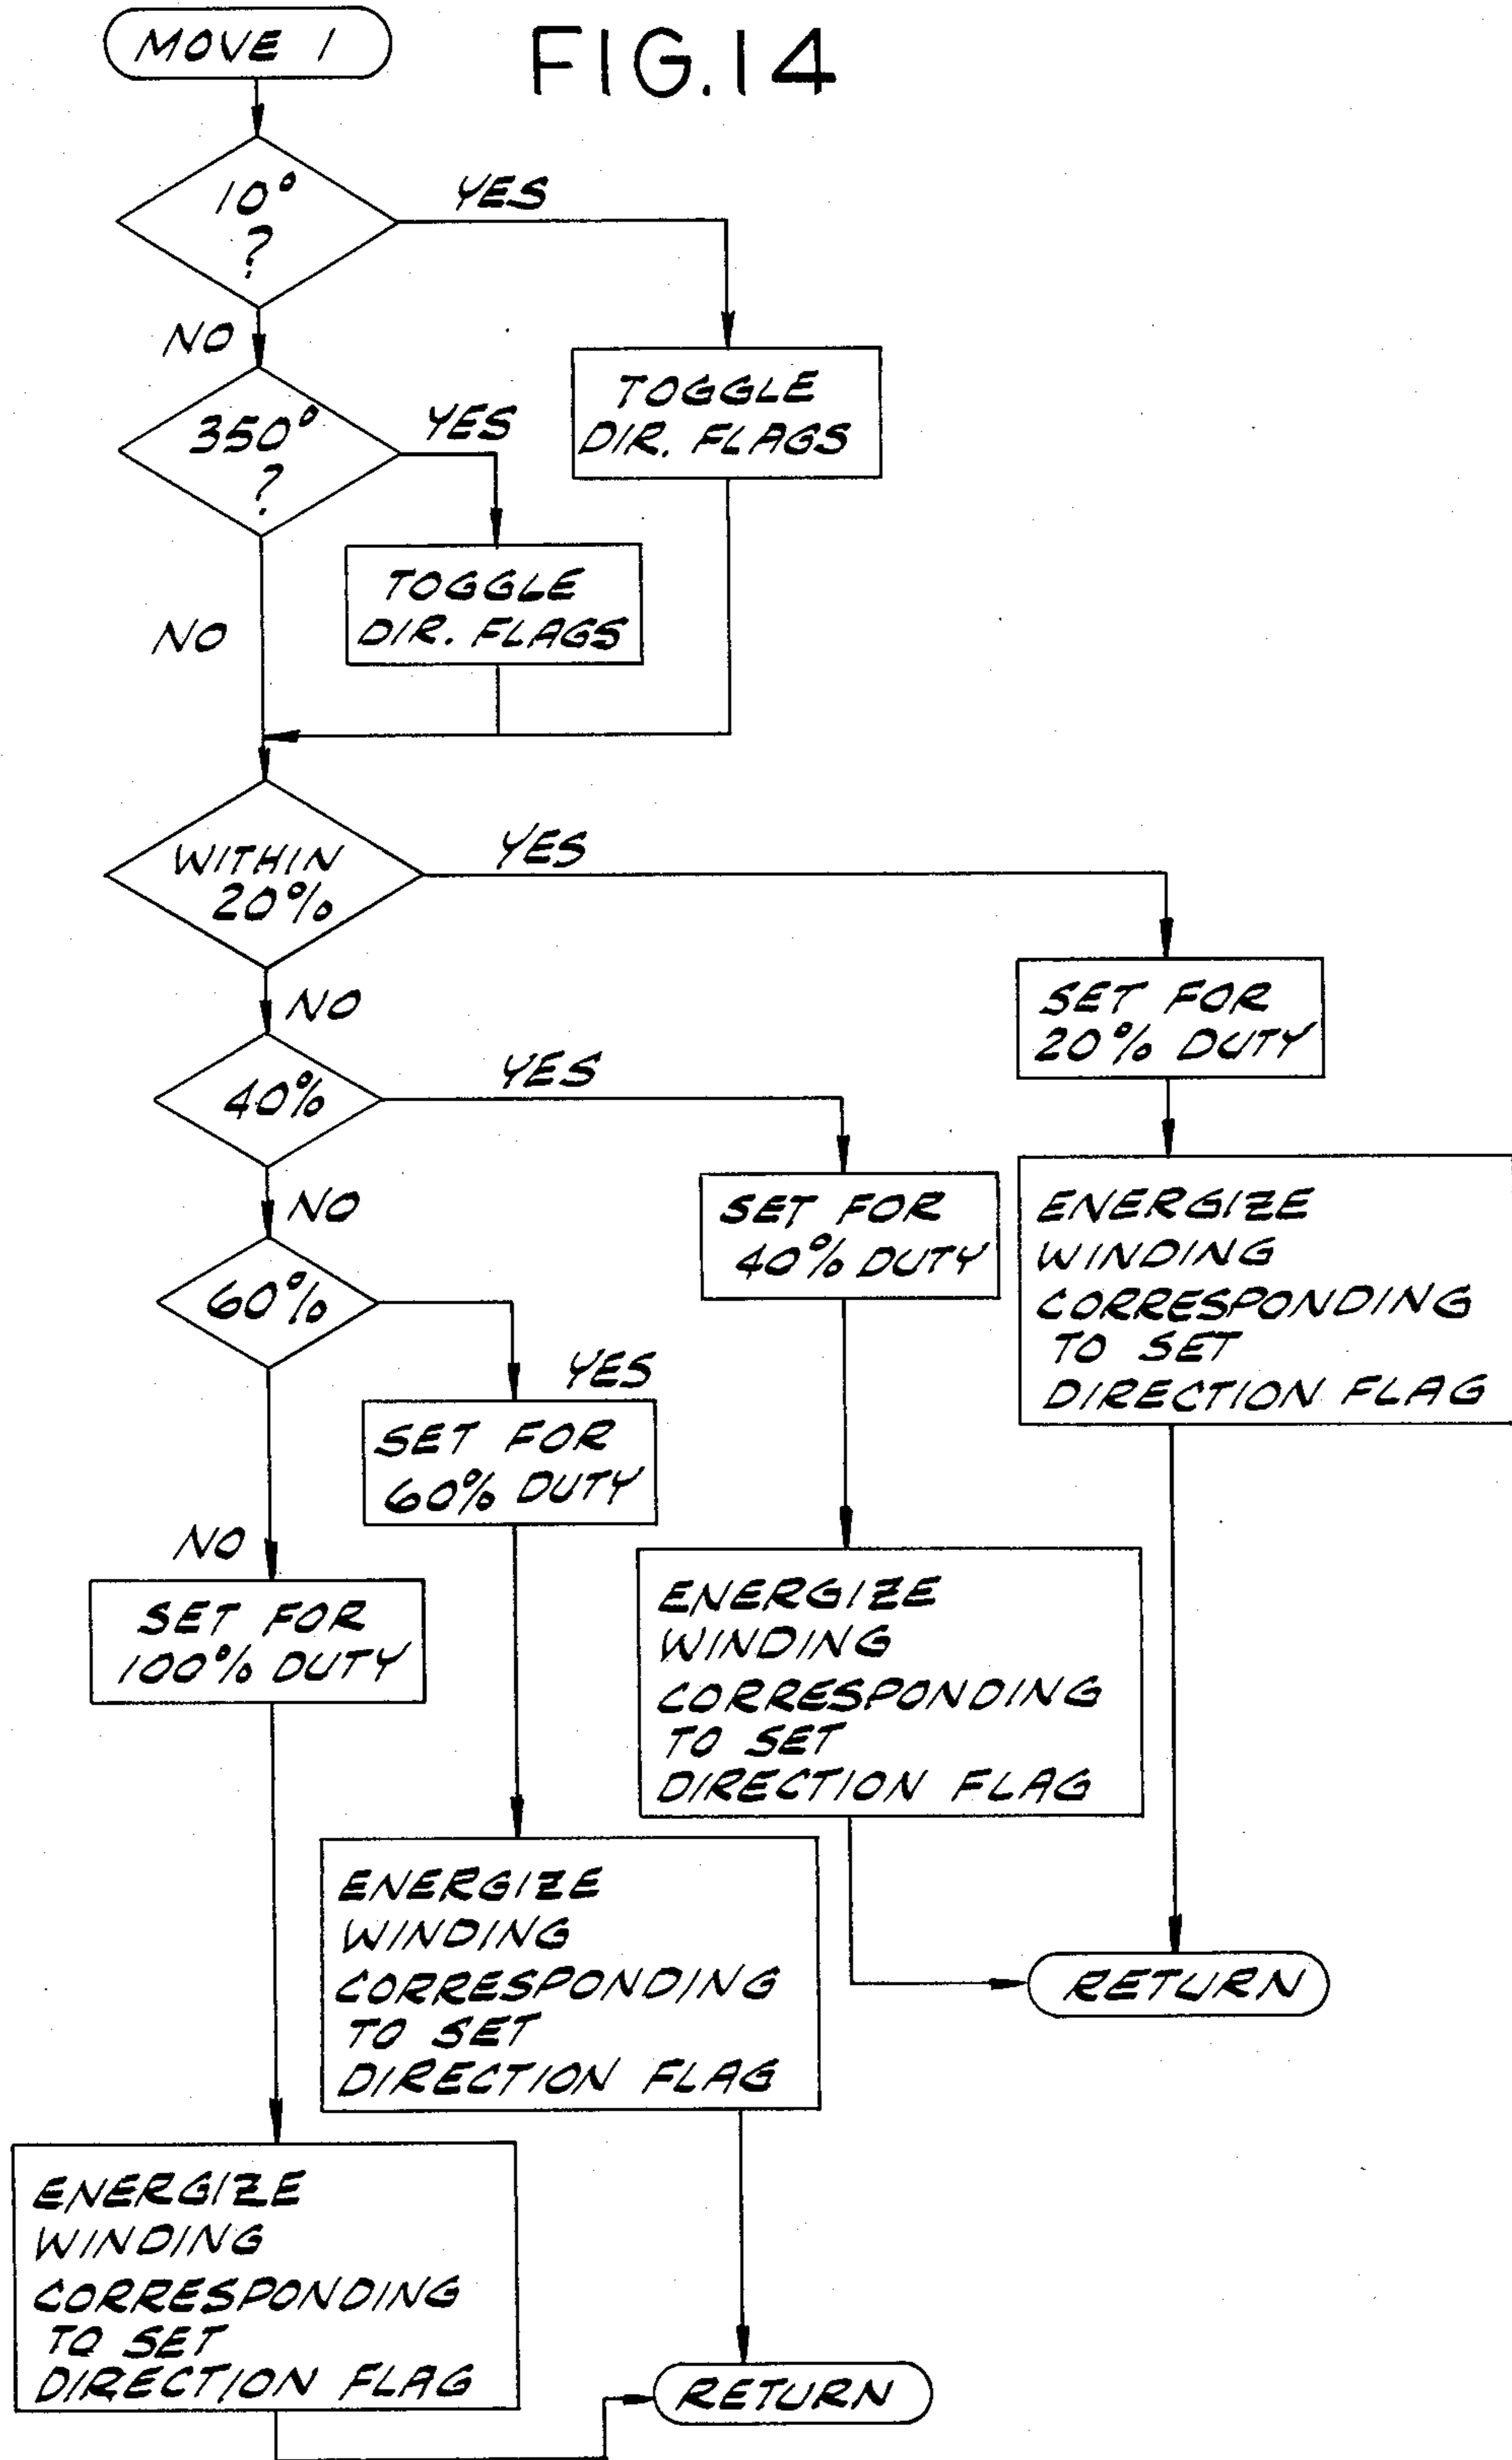 MOVE 1
FIG.14
10°
?
YES
NO
350°
?
YES
TOGGLE
DIR. FLAGS
TOGGLE
DIR. FLAGS
NO
WITHIN
20%
YES
SET FOR
20% DUTY
NO
40%
YES
SET FOR
40% DUTY
ENERGIZE
WINDING
CORRESPONDING
TO SET
DIRECTION FLAG
NO
60%
YES
SET FOR
60% DUTY
NO
SET FOR
100% DUTY
ENERGIZE
WINDING
CORRESPONDING
TO SET
DIRECTION FLAG
ENERGIZE
WINDING
CORRESPONDING
TO SET
DIRECTION FLAG
RETURN
ENERGIZE
WINDING
CORRESPONDING
TO SET
DIRECTION FLAG
RETURN